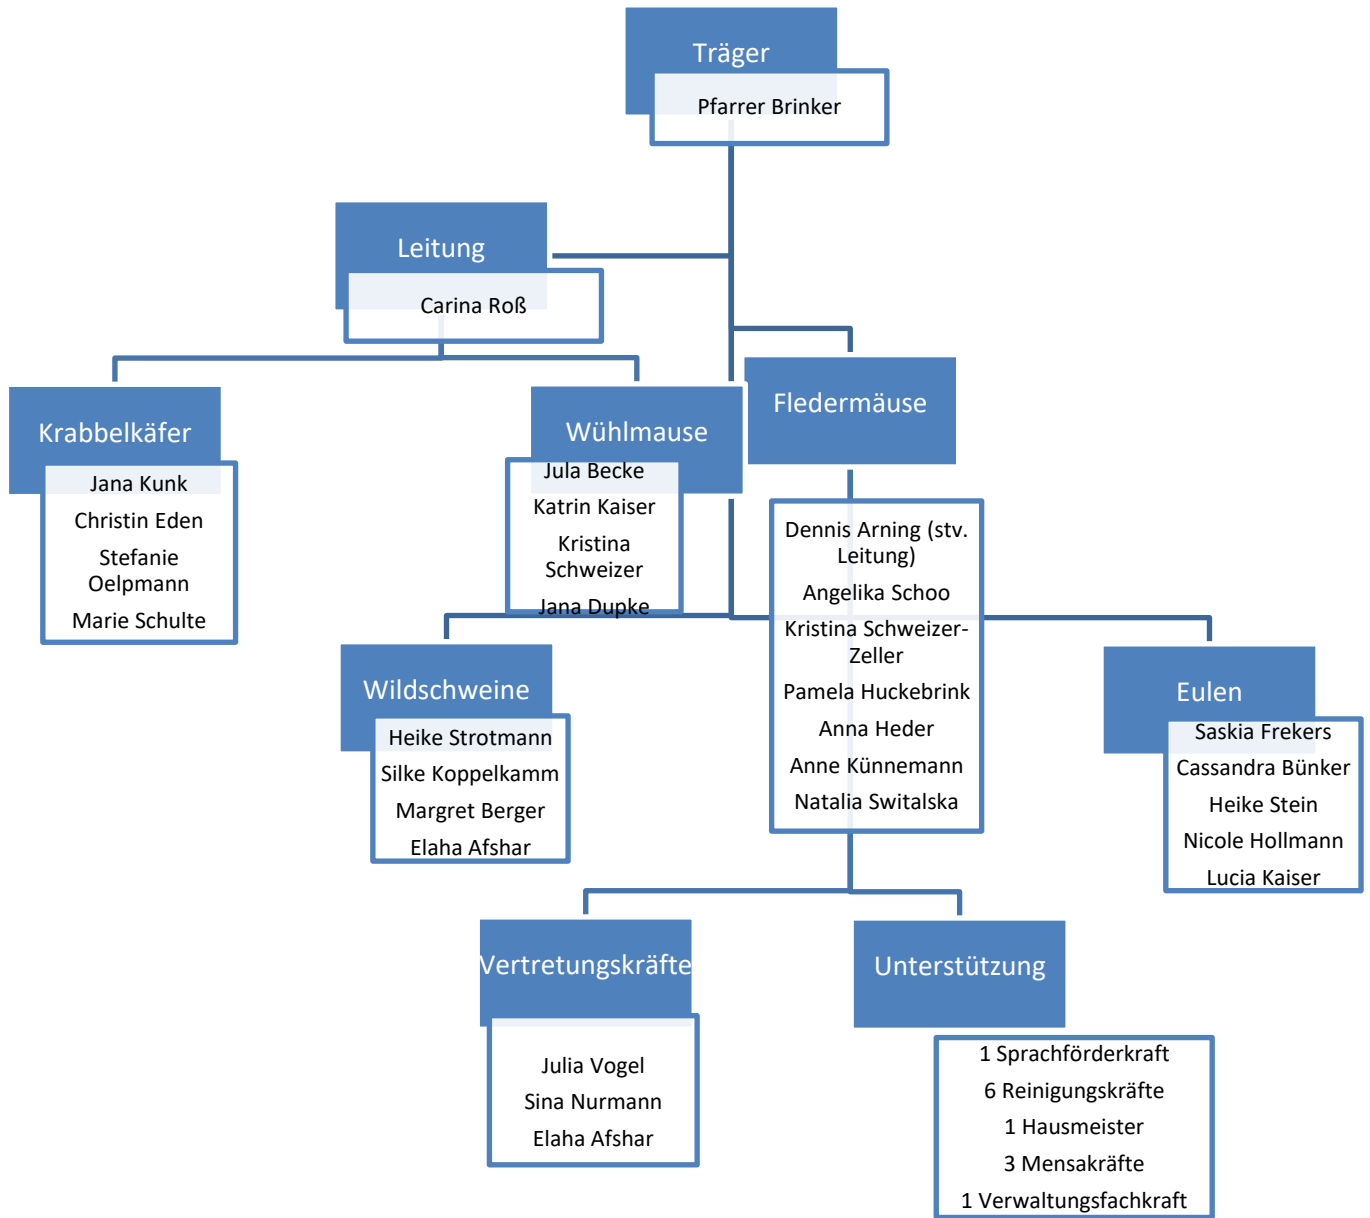 Träger
Pfarrer Brinker
Leitung
Carina Roß
Krabbelkäfer
Jana Kunk
Christin Eden
Stefanie
Oelpmann
Marie Schulte
Wühlmause
Jula Becke
Katrin Kaiser
Kristina
Schweizer
Jana Dupke
Fledermäuse
Dennis Arning (stv.
Leitung)
Angelika Schoo
Kristina Schweizer-
Zeller
Pamela Huckebrink
Anna Heder
Anne Künnemann
Natalia Switalska
Wildschweine
Heike Strotmann
Silke Koppelkamm
Margret Berger
Elaha Afshar
Eulen
Saskia Frekers
Cassandra Bünker
Heike Stein
Nicole Hollmann
Lucia Kaiser
Vertretungskräfte
Julia Vogel
Sina Nurmann
Elaha Afshar
Unterstützung
1 Sprachförderkraft
6 Reinigungskräfte
1 Hausmeister
3 Mensakräfte
1 Verwaltungsfachkraft